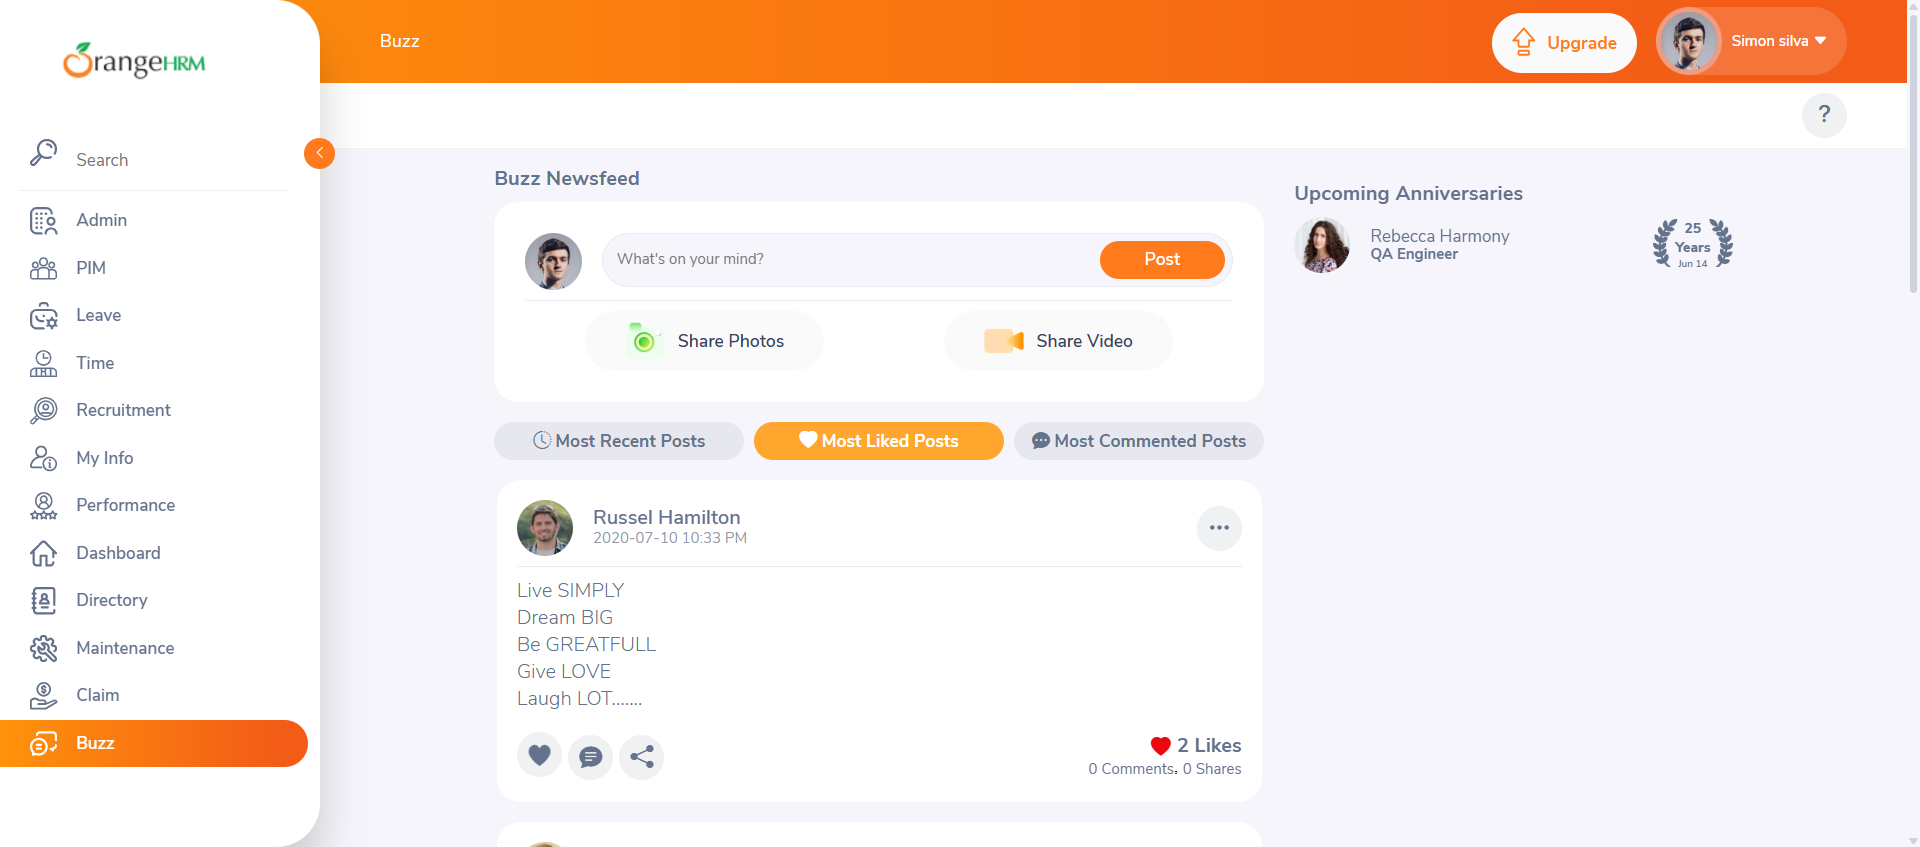 OrangeHRM
Search
Admin
PIM
Leave
Time
Recruitment
My Info
Performance
Dashboard
Directory
Maintenance
Claim
Buzz
Buzz
Upgrade
Simon silva
?
Buzz Newsfeed
What's on your mind?
Post
Share Photos
Share Video
Most Recent Posts
Most Liked Posts
Most Commented Posts
Russel Hamilton
2020-07-10 10:33 PM
Live SIMPLY
Dream BIG
Be GREATFULL
Give LOVE
Laugh LOT.......
2 Likes
0 Comments, 0 Shares
Upcoming Anniversaries
Rebecca Harmony
QA Engineer
25
Years
Jun 14